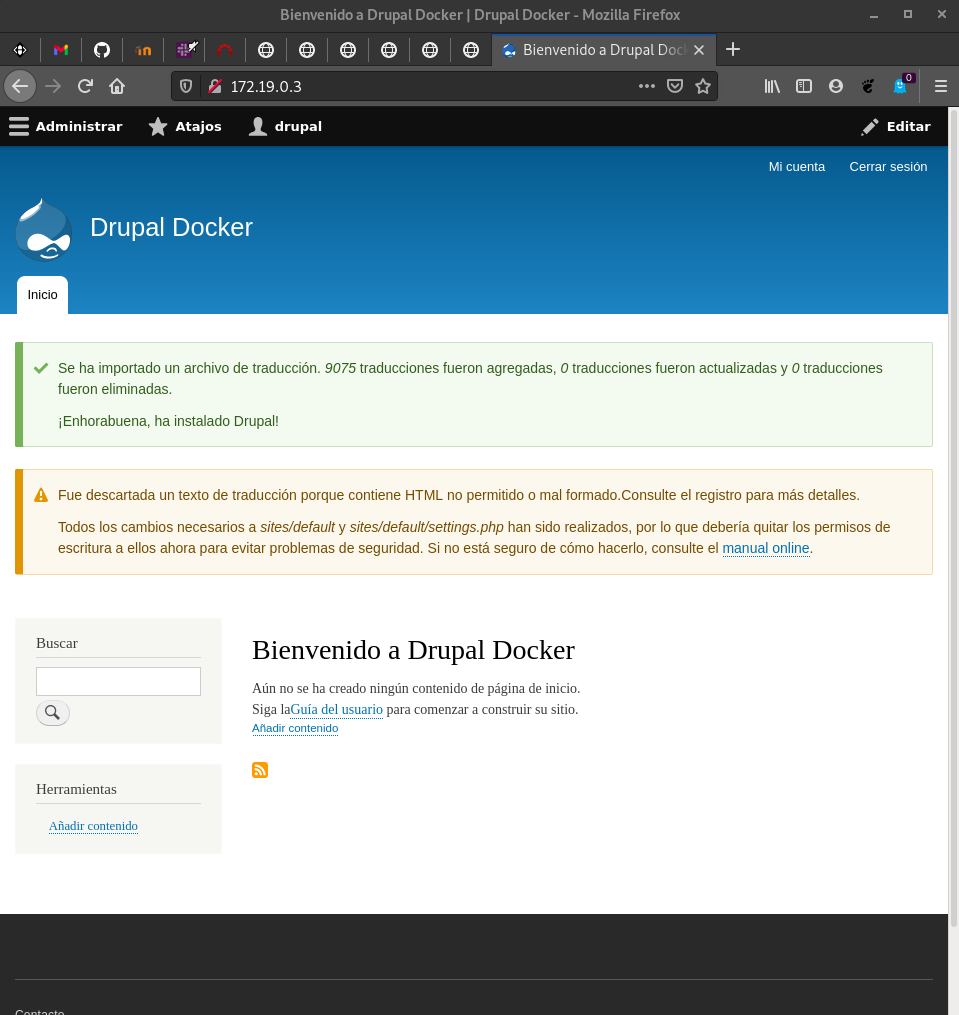 Bienvenido a Drupal Docker | Drupal Docker - Mozilla Firefox
Bienvenido a Drupal Dock
172.19.0.3
0
Administrar
Atajos
drupal
Editar
Mi cuenta
Cerrar sesión
Drupal Docker
Inicio
Se ha importado un archivo de traducción. 9075 traducciones fueron agregadas, 0 traducciones fueron actualizadas y 0 traducciones
fueron eliminadas.
¡Enhorabuena, ha instalado Drupal!
Fue descartada un texto de traducción porque contiene HTML no permitido o mal formado.Consulte el registro para más detalles.
Todos los cambios necesarios a sites/default y sites/default/settings.php han sido realizados, por lo que debería quitar los permisos de
escritura a ellos ahora para evitar problemas de seguridad. Si no está seguro de cómo hacerlo, consulte el manual online.
Buscar
Bienvenido a Drupal Docker
Aún no se ha creado ningún contenido de página de inicio.
Siga laGuía del usuario para comenzar a construir su sitio.
Añadir contenido
Herramientas
Añadir contenido
Contacto